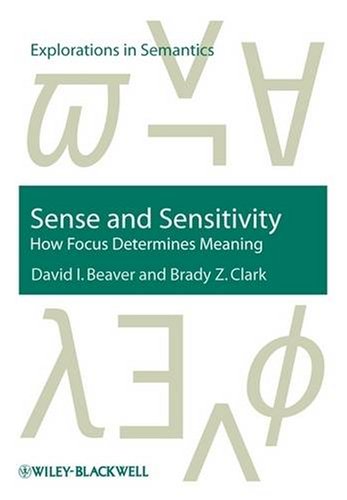 Explorations in Semantics
ϖ ∨ ¬ ∀
Sense and Sensitivity
How Focus Determines Meaning
David I. Beaver and Brady Z. Clark
λ ∃ ^ ϕ
WILEY-BLACKWELL